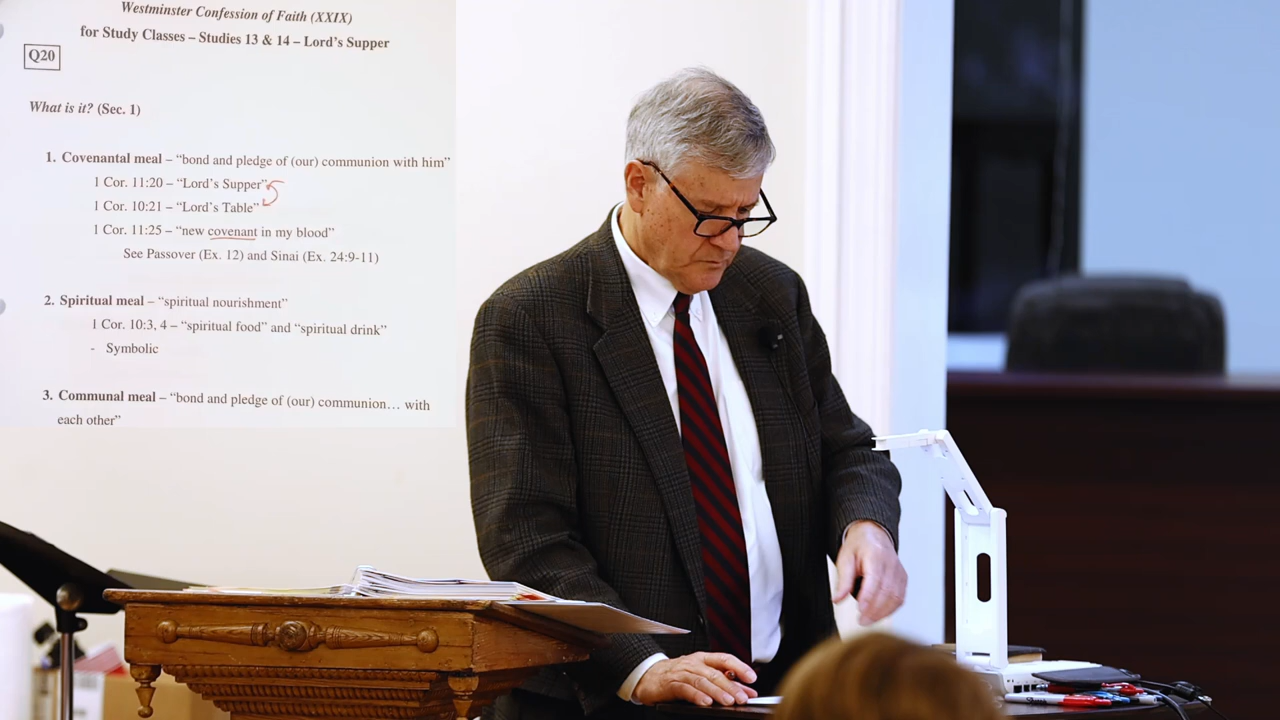 Westminster Confession of Faith (XXIX)
for Study Classes – Studies 13 & 14 – Lord's Supper
Q20
What is it? (Sec. 1)
1. Covenantal meal – “bond and pledge of (our) communion with him”
1 Cor. 11:20 – “Lord's Supper”
1 Cor. 10:21 – “Lord's Table”
1 Cor. 11:25 – “new covenant in my blood”
See Passover (Ex. 12) and Sinai (Ex. 24:9-11)
2. Spiritual meal – “spiritual nourishment”
1 Cor. 10:3, 4 – “spiritual food” and “spiritual drink”
- Symbolic
3. Communal meal – “bond and pledge of (our) communion… with
each other”